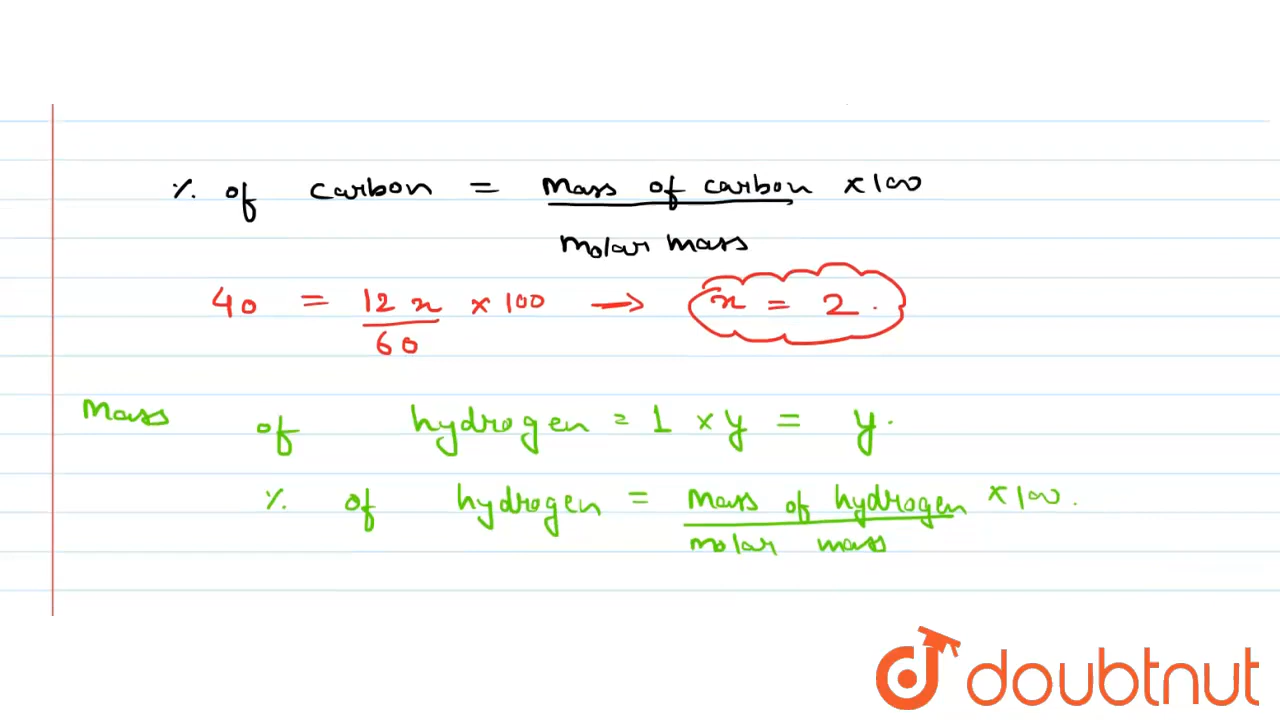 % of carbon = Mass of carbon × 100
Molar mass
40 = 12 x × 100 → x = 2.
60
Mass of hydrogen = 1 × y = y.
% of hydrogen = Mass of hydrogen × 100.
molar mass
doubtnut